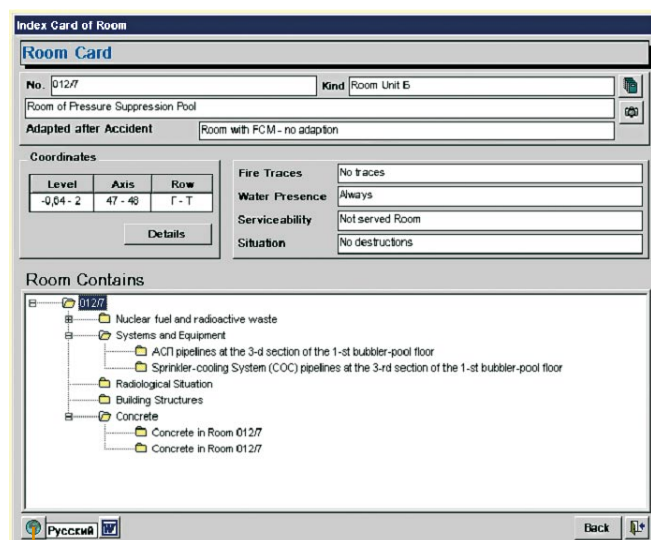 Index Card of Room
Room Card
No. 012/7 Kind Room Unit Б
Room of Pressure Suppression Pool
Adapted after Accident Room with FCM - no adaption
Coordinates
Level Axis Row
-0,64 - 2 47 - 48 Г - Т
Details
Fire Traces No traces
Water Presence Always
Serviceability Not served Room
Situation No destructions
Room Contains
012/7
Nuclear fuel and radioactive waste
Systems and Equipment
АСП pipelines at the 3-d section of the 1-st bubbler-pool floor
Sprinkler-cooling System (COC) pipelines at the 3-rd section of the 1-st bubbler-pool floor
Radiological Situation
Building Structures
Concrete
Concrete in Room 012/7
Concrete in Room 012/7
Русский W Back